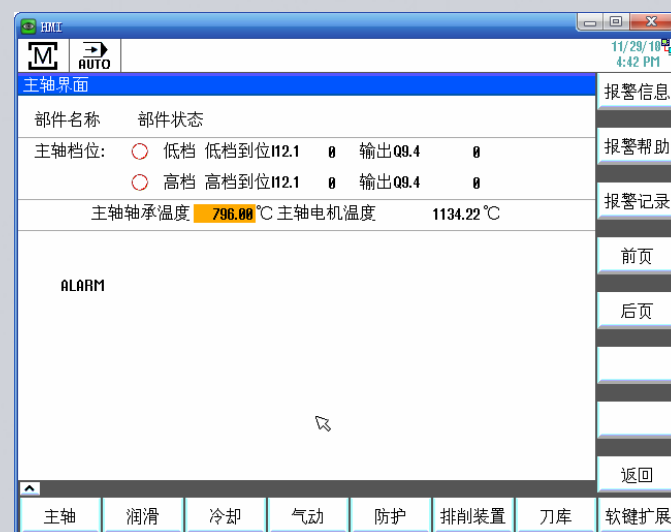 HMI
M AUTO
11/29/18
4:42 PM
主轴界面
部件名称 部件状态
主轴档位: 低档 低档到位I12.1 0 输出Q9.4 0
高档 高档到位I12.1 0 输出Q9.4 0
主轴轴承温度 796.00℃ 主轴电机温度 1134.22℃
ALARM
报警信息
报警帮助
报警记录
前页
后页
返回
主轴 润滑 冷却 气动 防护 排削装置 刀库 软键扩展